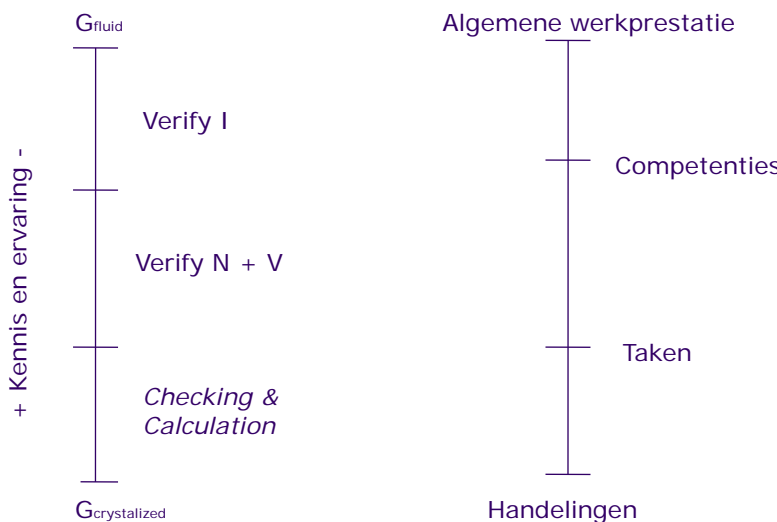 Gfluid
Algemene werkprestatie
Verify I
Competenties
+ Kennis en ervaring -
Verify N + V
Taken
Checking &
Calculation
Gcrystalized
Handelingen